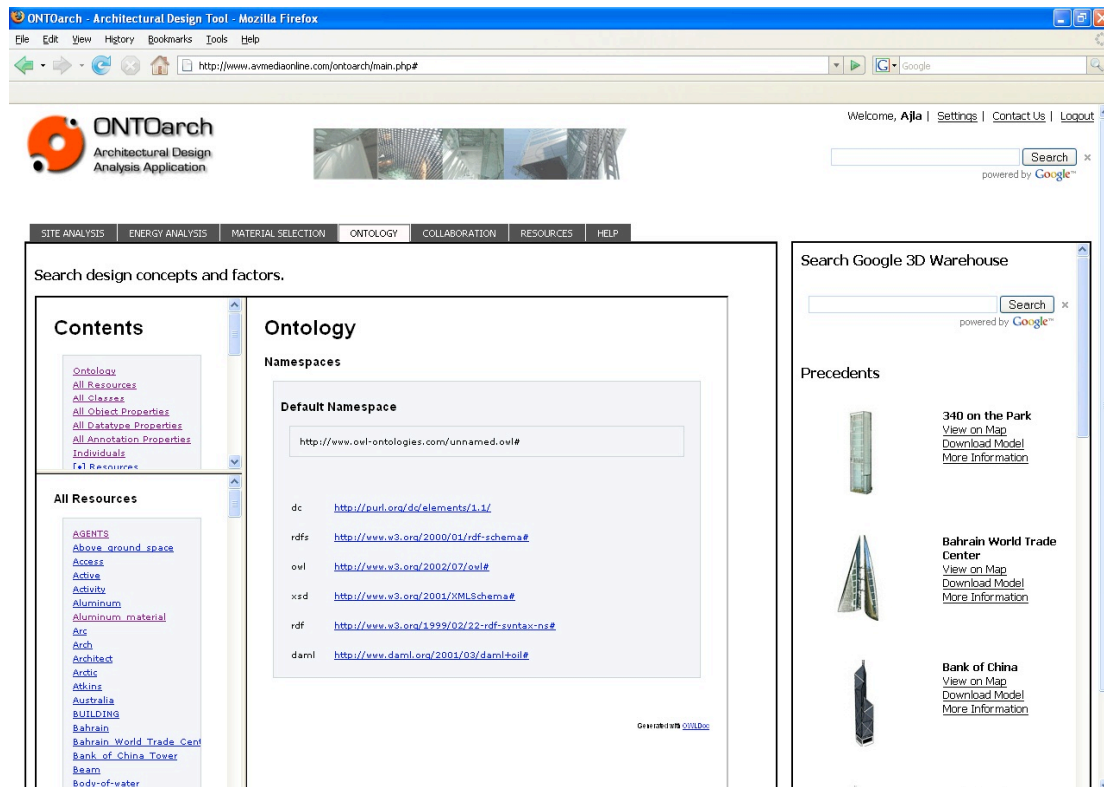 ONTOarch - Architectural Design Tool - Mozilla Firefox
File Edit View History Bookmarks Tools Help
http://www.avmediaonline.com/ontoarch/main.php#
G Google
ONTOarch
Architectural Design
Analysis Application
Welcome, Ajla | Settings | Contact Us | Logout
Search ×
powered by Google™
SITE ANALYSIS ENERGY ANALYSIS MATERIAL SELECTION ONTOLOGY COLLABORATION RESOURCES HELP
Search design concepts and factors.
Contents
Ontology
All Resources
All Classes
All Object Properties
All Datatype Properties
All Annotation Properties
Individuals
[+] Resources
All Resources
AGENTS
Above ground space
Access
Active
Activity
Aluminum
Aluminum material
Arc
Arch
Architect
Arctic
Atkins
Australia
BUILDING
Bahrain
Bahrain World Trade Cent
Bank of China Tower
Beam
Body-of-water
Ontology
Namespaces
Default Namespace
http://www.owl-ontologies.com/unnamed.owl#
dc http://purl.org/dc/elements/1.1/
rdfs http://www.w3.org/2000/01/rdf-schema#
owl http://www.w3.org/2002/07/owl#
xsd http://www.w3.org/2001/XMLSchema#
rdf http://www.w3.org/1999/02/22-rdf-syntax-ns#
daml http://www.daml.org/2001/03/daml+oil#
Generated with OWLDoc
Search Google 3D Warehouse
Search ×
powered by Google™
Precedents
340 on the Park
View on Map
Download Model
More Information
Bahrain World Trade
Center
View on Map
Download Model
More Information
Bank of China
View on Map
Download Model
More Information